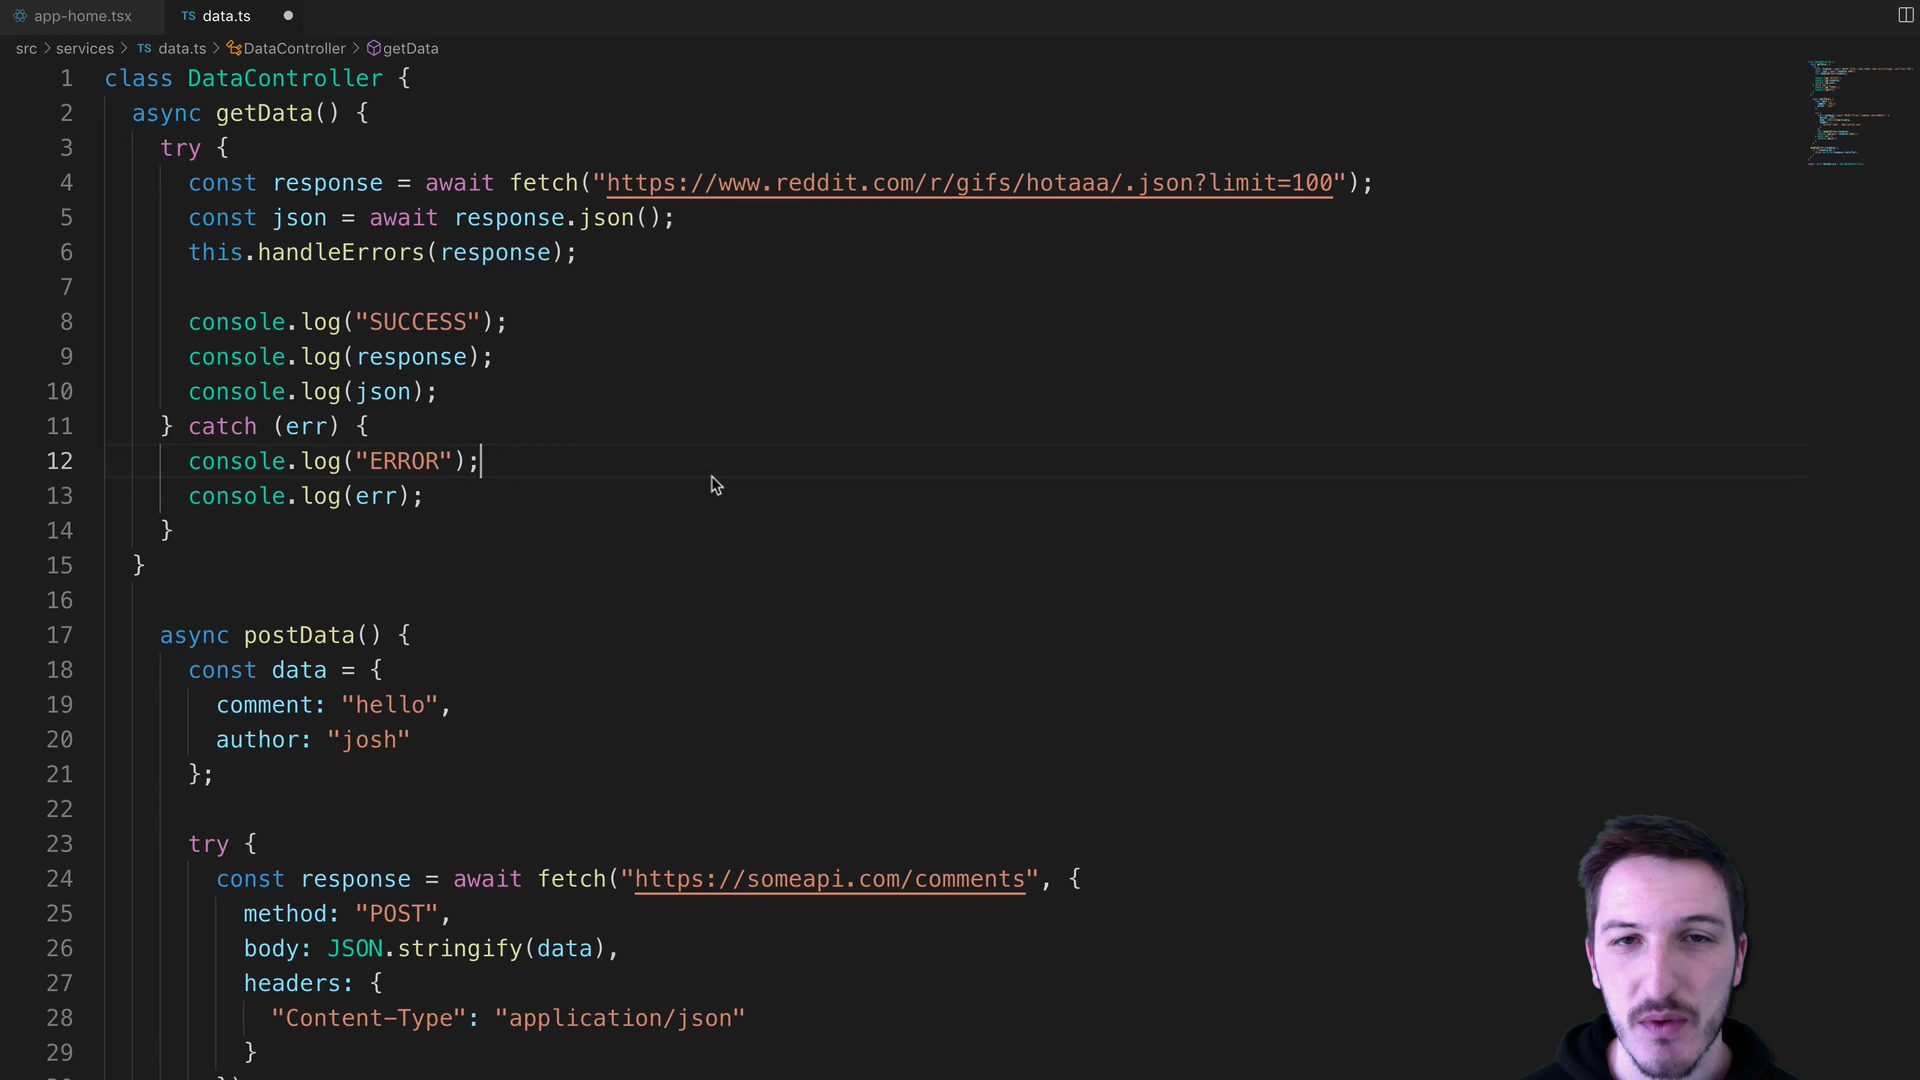 app-home.tsx
TS data.ts
src > services > TS data.ts > DataController > getData
1 class DataController {
2 async getData() {
3 try {
4 const response = await fetch("https://www.reddit.com/r/gifs/hotaaa/.json?limit=100");
5 const json = await response.json();
6 this.handleErrors(response);
7
8 console.log("SUCCESS");
9 console.log(response);
10 console.log(json);
11 } catch (err) {
12 console.log("ERROR");
13 console.log(err);
14 }
15 }
16
17 async postData() {
18 const data = {
19 comment: "hello",
20 author: "josh"
21 };
22
23 try {
24 const response = await fetch("https://someapi.com/comments", {
25 method: "POST",
26 body: JSON.stringify(data),
27 headers: {
28 "Content-Type": "application/json"
29 }